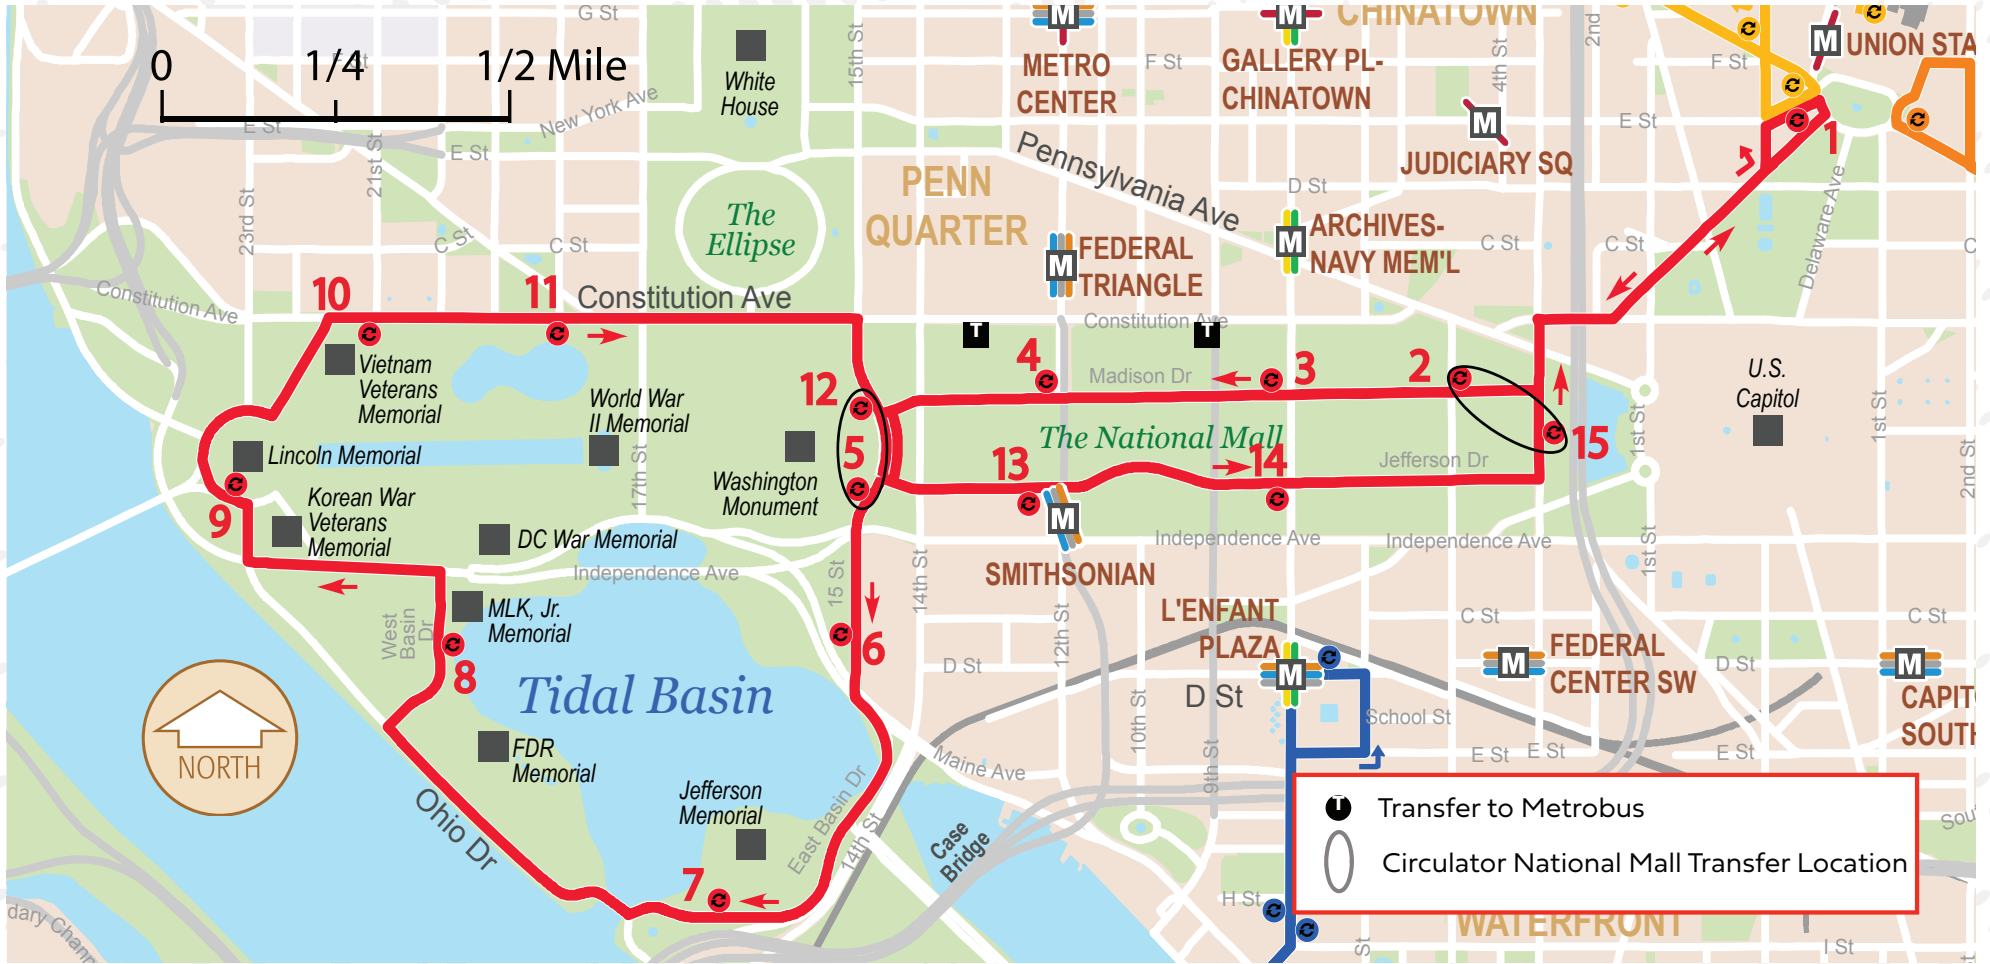 G St
0 1/4 1/2 Mile
E St
New York Ave
E St
White
House
15th St
METRO
CENTER
F St
GALLERY PL-
CHINATOWN
CHINATOWN
4th St
2nd
F St
UNION STA
E St
1
JUDICIARY SQ
Pennsylvania Ave
PENN
QUARTER
The
Ellipse
23rd St
21st St
C St
C St
D St
ARCHIVES-
NAVY MEM'L
C St
C St
Delaware Ave
FEDERAL
TRIANGLE
Constitution Ave
10
11
Constitution Ave
Constitution Ave
T
T
Vietnam
Veterans
Memorial
World War
II Memorial
12
4
Madison Dr
3
2
U.S.
Capitol
The National Mall
Lincoln Memorial
17th St
Washington
Monument
5
13
14
Jefferson Dr
15
1st St
1st St
2nd St
9
Korean War
Veterans
Memorial
DC War Memorial
Independence Ave
Independence Ave
Independence Ave
1st St
SMITHSONIAN
15 St
14th St
12th St
West
Basin
Dr
MLK, Jr.
Memorial
8
6
D St
L'ENFANT
PLAZA
D St
C St
C St
FEDERAL
CENTER SW
D St
CAPIT
SOUTH
Tidal Basin
NORTH
FDR
Memorial
School St
E St
E St
E St
10th St
9th St
Maine Ave
Jefferson
Memorial
Ohio Dr
East Basin Dr
14th St
Case
Bridge
7
T Transfer to Metrobus
Circulator National Mall Transfer Location
H St
WATERFRONT
St
I St
Sou
dary Chann
M
M
M
M
M
M
M
M
M
M